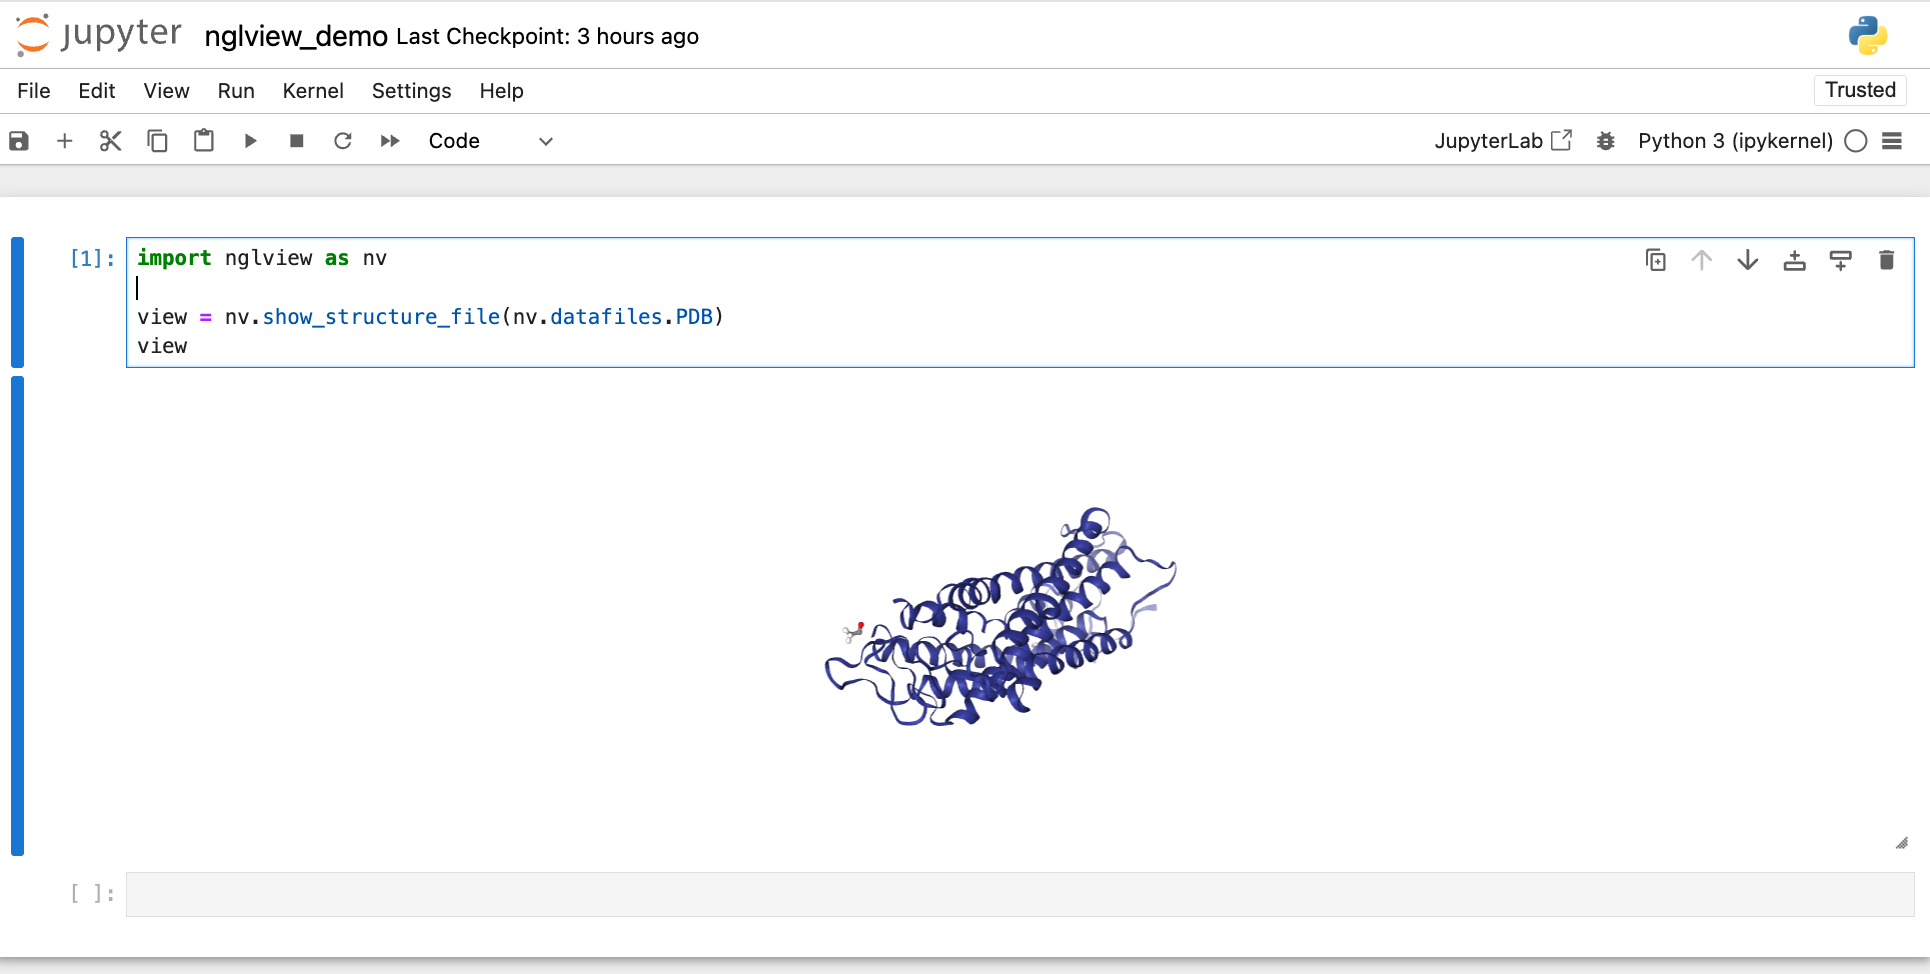 jupyter nglview_demo Last Checkpoint: 3 hours ago
File Edit View Run Kernel Settings Help Trusted
Code JupyterLab Python 3 (ipykernel)
[1]: import nglview as nv
view = nv.show_structure_file(nv.datafiles.PDB)
view
[ ]: